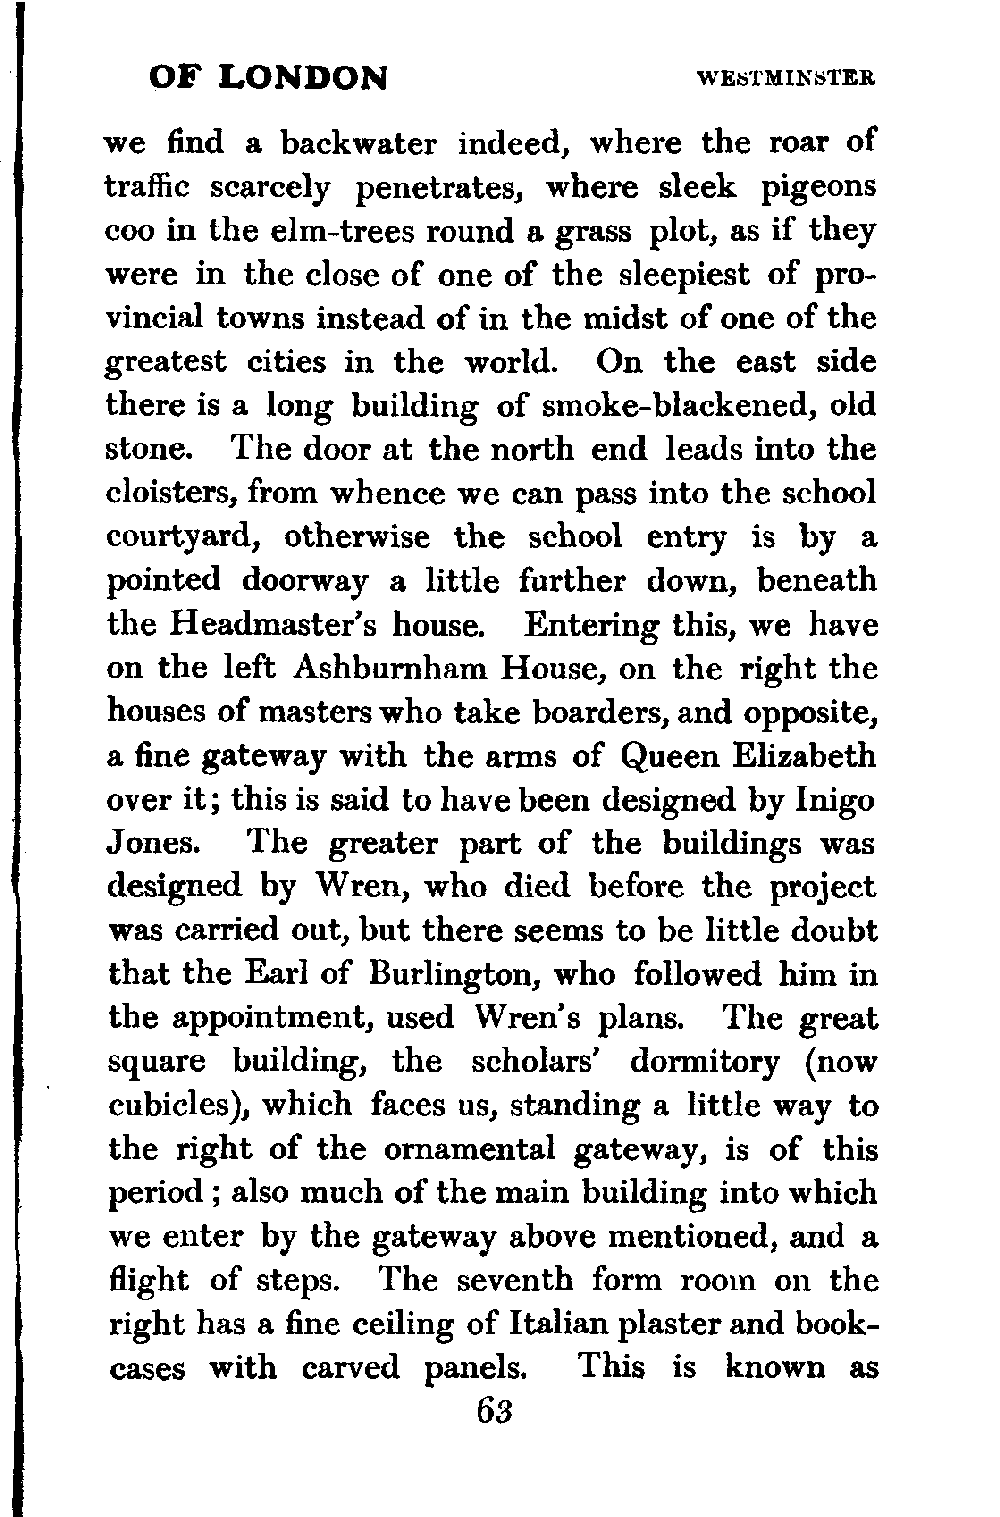 OF LONDON WESTMINSTER
we find a backwater indeed, where the roar of
traffic scarcely penetrates, where sleek pigeons
coo in the elm-trees round a grass plot, as if they
were in the close of one of the sleepiest of pro-
vincial towns instead of in the midst of one of the
greatest cities in the world. On the east side
there is a long building of smoke-blackened, old
stone. The door at the north end leads into the
cloisters, from whence we can pass into the school
courtyard, otherwise the school entry is by a
pointed doorway a little further down, beneath
the Headmaster's house. Entering this, we have
on the left Ashburnham House, on the right the
houses of masters who take boarders, and opposite,
a fine gateway with the arms of Queen Elizabeth
over it; this is said to have been designed by Inigo
Jones. The greater part of the buildings was
designed by Wren, who died before the project
was carried out, but there seems to be little doubt
that the Earl of Burlington, who followed him in
the appointment, used Wren's plans. The great
square building, the scholars' dormitory (now
cubicles), which faces us, standing a little way to
the right of the ornamental gateway, is of this
period ; also much of the main building into which
we enter by the gateway above mentioned, and a
flight of steps. The seventh form room on the
right has a fine ceiling of Italian plaster and book-
cases with carved panels. This is known as
63